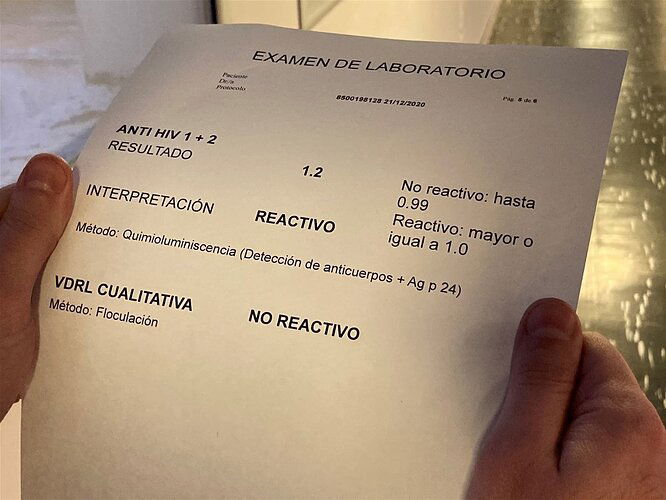 EXAMEN DE LABORATORIO
Paciente
Dr/a
Protocolo
8500198128 21/12/2020
Pág. 5 de 6
ANTI HIV 1 + 2
RESULTADO
1.2
No reactivo: hasta
0.99
Reactivo: mayor o
igual a 1.0
INTERPRETACIÓN
REACTIVO
Método: Quimioluminiscencia (Detección de anticuerpos + Ag p 24)
VDRL CUALITATIVA
Método: Floculación
NO REACTIVO